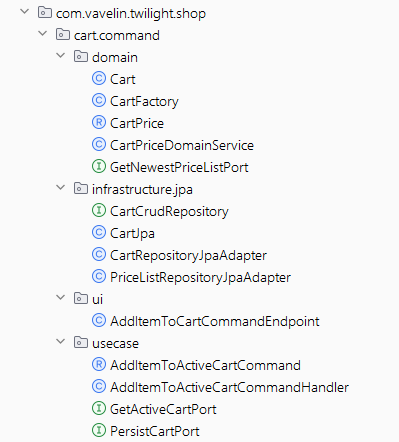 com.vavelin.twilight.shop
cart.command
domain
C Cart
C CartFactory
R CartPrice
C CartPriceDomainService
I GetNewestPriceListPort
infrastructure.jpa
I CartCrudRepository
C CartJpa
C CartRepositoryJpaAdapter
C PriceListRepositoryJpaAdapter
ui
C AddItemToCartCommandEndpoint
usecase
R AddItemToActiveCartCommand
C AddItemToActiveCartCommandHandler
I GetActiveCartPort
I PersistCartPort